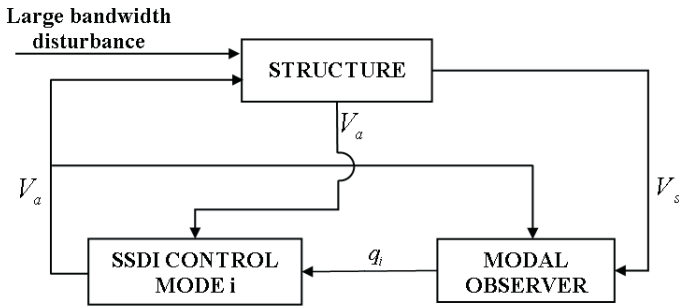 Large bandwidth
disturbance
STRUCTURE
V_a
V_a
V_s
SSDI CONTROL
MODE i
q_i
MODAL
OBSERVER